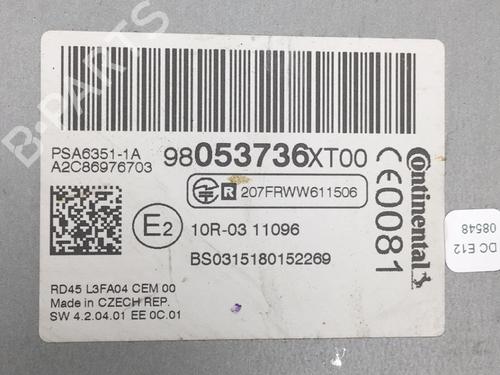 B-PARTS
PSA6351-1A
A2C86976703
98053736XT00
R 207FRWW611506
E2
10R-03 11096
BS0315180152269
RD45 L3FA04 CEM 00
Made in CZECH REP.
SW 4.2.04.01 EE 0C.01
CE0081
Continental
DC E12
08548